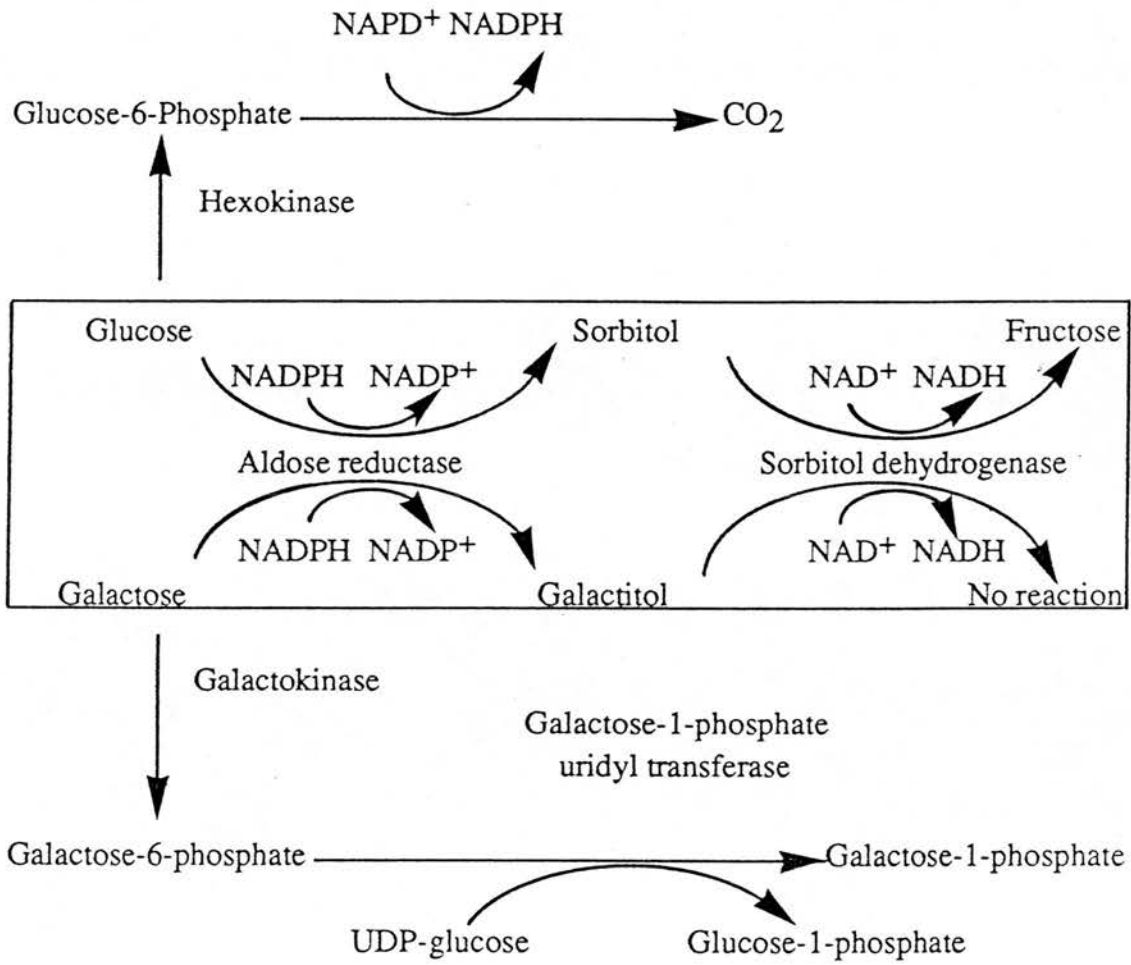 NAPD+ NADPH
Glucose-6-Phosphate
CO2
Hexokinase
Glucose
Sorbitol
Fructose
NADPH NADP+
NAD+ NADH
Aldose reductase
Sorbitol dehydrogenase
NADPH NADP+
NAD+ NADH
Galactose
Galactitol
No reaction
Galactokinase
Galactose-1-phosphate
uridyl transferase
Galactose-6-phosphate
Galactose-1-phosphate
UDP-glucose
Glucose-1-phosphate